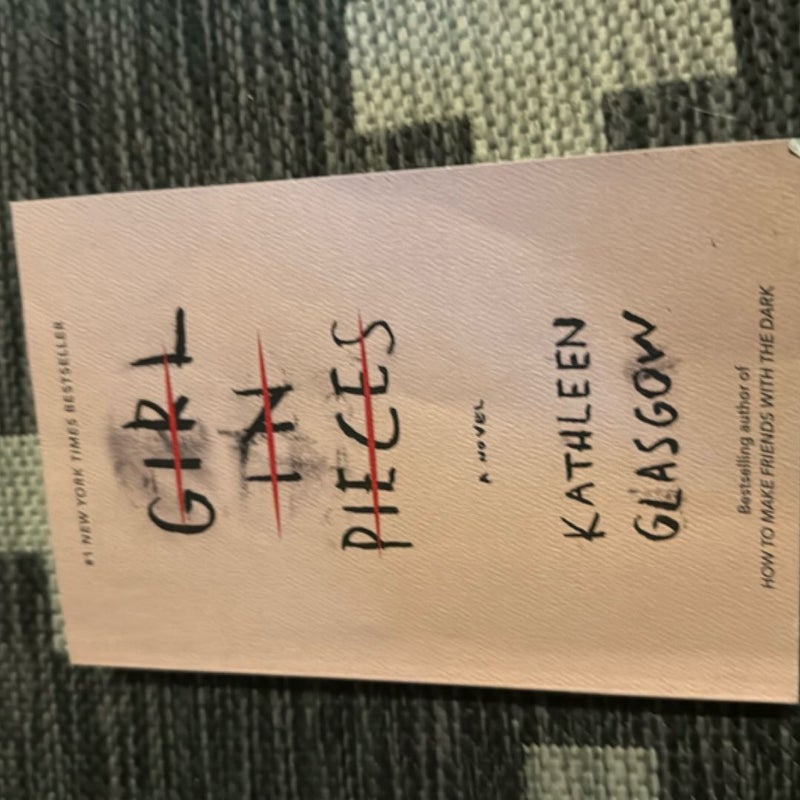 #1 NEW YORK TIMES BESTSELLER
GIRL
IN
PIECES
A NOVEL
KATHLEEN
GLASGOW
Bestselling author of
HOW TO MAKE FRIENDS WITH THE DARK